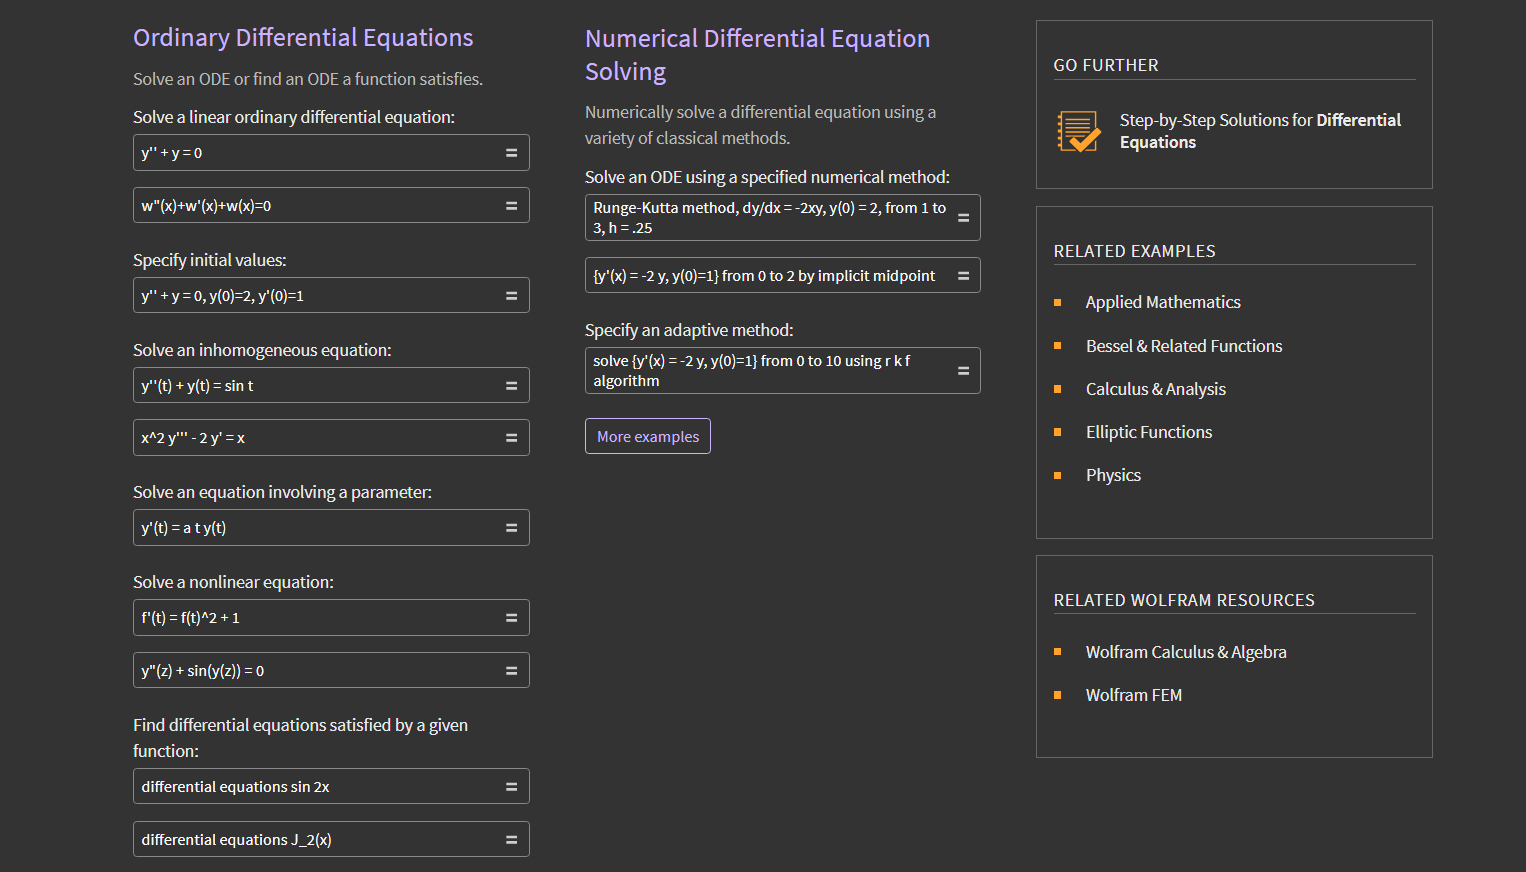 Ordinary Differential Equations
Solve an ODE or find an ODE a function satisfies.
Solve a linear ordinary differential equation:
y'' + y = 0
=
w"(x)+w'(x)+w(x)=0
=
Specify initial values:
y'' + y = 0, y(0)=2, y'(0)=1
=
Solve an inhomogeneous equation:
y''(t) + y(t) = sin t
=
x^2 y''' - 2 y' = x
=
Solve an equation involving a parameter:
y'(t) = a t y(t)
=
Solve a nonlinear equation:
f'(t) = f(t)^2 + 1
=
y"(z) + sin(y(z)) = 0
=
Find differential equations satisfied by a given
function:
differential equations sin 2x
=
differential equations J_2(x)
=
Numerical Differential Equation
Solving
Numerically solve a differential equation using a
variety of classical methods.
Solve an ODE using a specified numerical method:
Runge-Kutta method, dy/dx = -2xy, y(0) = 2, from 1 to
3, h = .25
=
{y'(x) = -2 y, y(0)=1} from 0 to 2 by implicit midpoint
=
Specify an adaptive method:
solve {y'(x) = -2 y, y(0)=1} from 0 to 10 using r k f
algorithm
=
More examples
GO FURTHER
Step-by-Step Solutions for Differential
Equations
RELATED EXAMPLES
Applied Mathematics
Bessel & Related Functions
Calculus & Analysis
Elliptic Functions
Physics
RELATED WOLFRAM RESOURCES
Wolfram Calculus & Algebra
Wolfram FEM